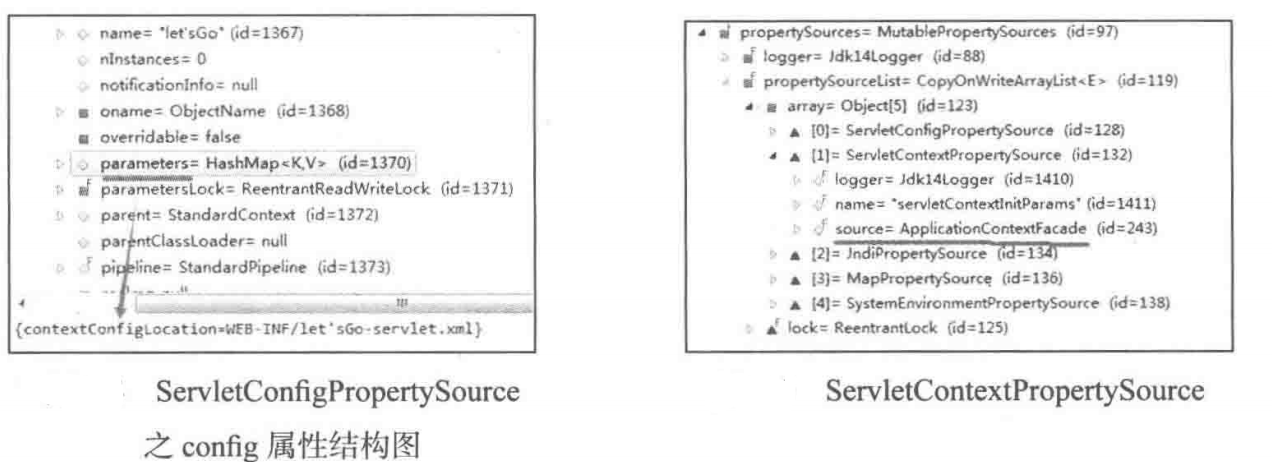 name= "let'sGo" (id=1367)
nInstances= 0
notificationInfo= null
oname= ObjectName (id=1368)
overridable= false
parameters= HashMap<K,V> (id=1370)
parametersLock= ReentrantReadWriteLock (id=1371)
parent= StandardContext (id=1372)
parentClassLoader= null
pipeline= StandardPipeline (id=1373)
{contextConfigLocation=WEB-INF/let'sGo-servlet.xml}
ServletConfigPropertySource
之 config 属性结构图
propertySources= MutablePropertySources (id=97)
logger= Jdk14Logger (id=88)
propertySourceList= CopyOnWriteArrayList<E> (id=119)
array= Object[5] (id=123)
[0]= ServletConfigPropertySource (id=128)
[1]= ServletContextPropertySource (id=132)
logger= Jdk14Logger (id=1410)
name= "servletContextInitParams" (id=1411)
source= ApplicationContextFacade (id=243)
[2]= JndiPropertySource (id=134)
[3]= MapPropertySource (id=136)
[4]= SystemEnvironmentPropertySource (id=138)
lock= ReentrantLock (id=125)
ServletContextPropertySource